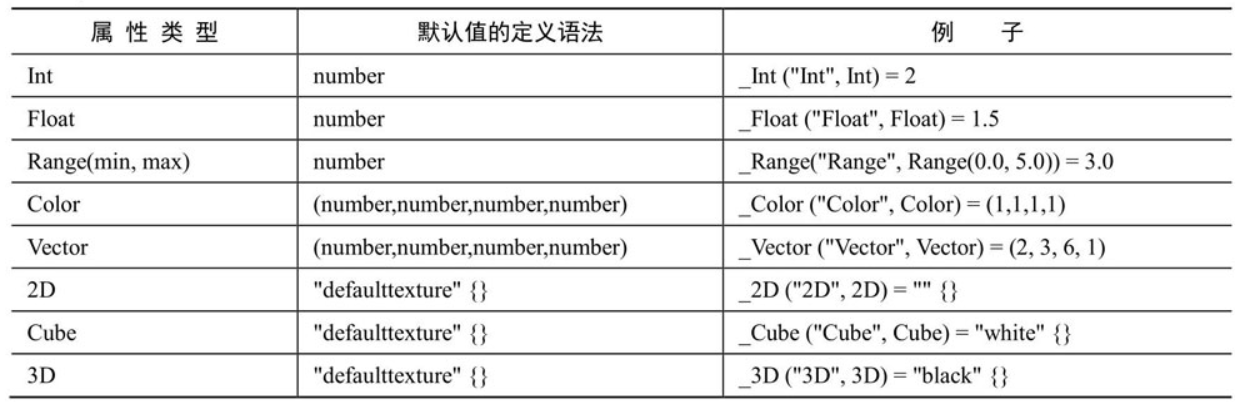 属 性 类 型 默认值的定义语法 例 子
Int number _Int ("Int", Int) = 2
Float number _Float ("Float", Float) = 1.5
Range(min, max) number _Range("Range", Range(0.0, 5.0)) = 3.0
Color (number,number,number,number) _Color ("Color", Color) = (1,1,1,1)
Vector (number,number,number,number) _Vector ("Vector", Vector) = (2, 3, 6, 1)
2D "defaulttexture" {} _2D ("2D", 2D) = "" {}
Cube "defaulttexture" {} _Cube ("Cube", Cube) = "white" {}
3D "defaulttexture" {} _3D ("3D", 3D) = "black" {}